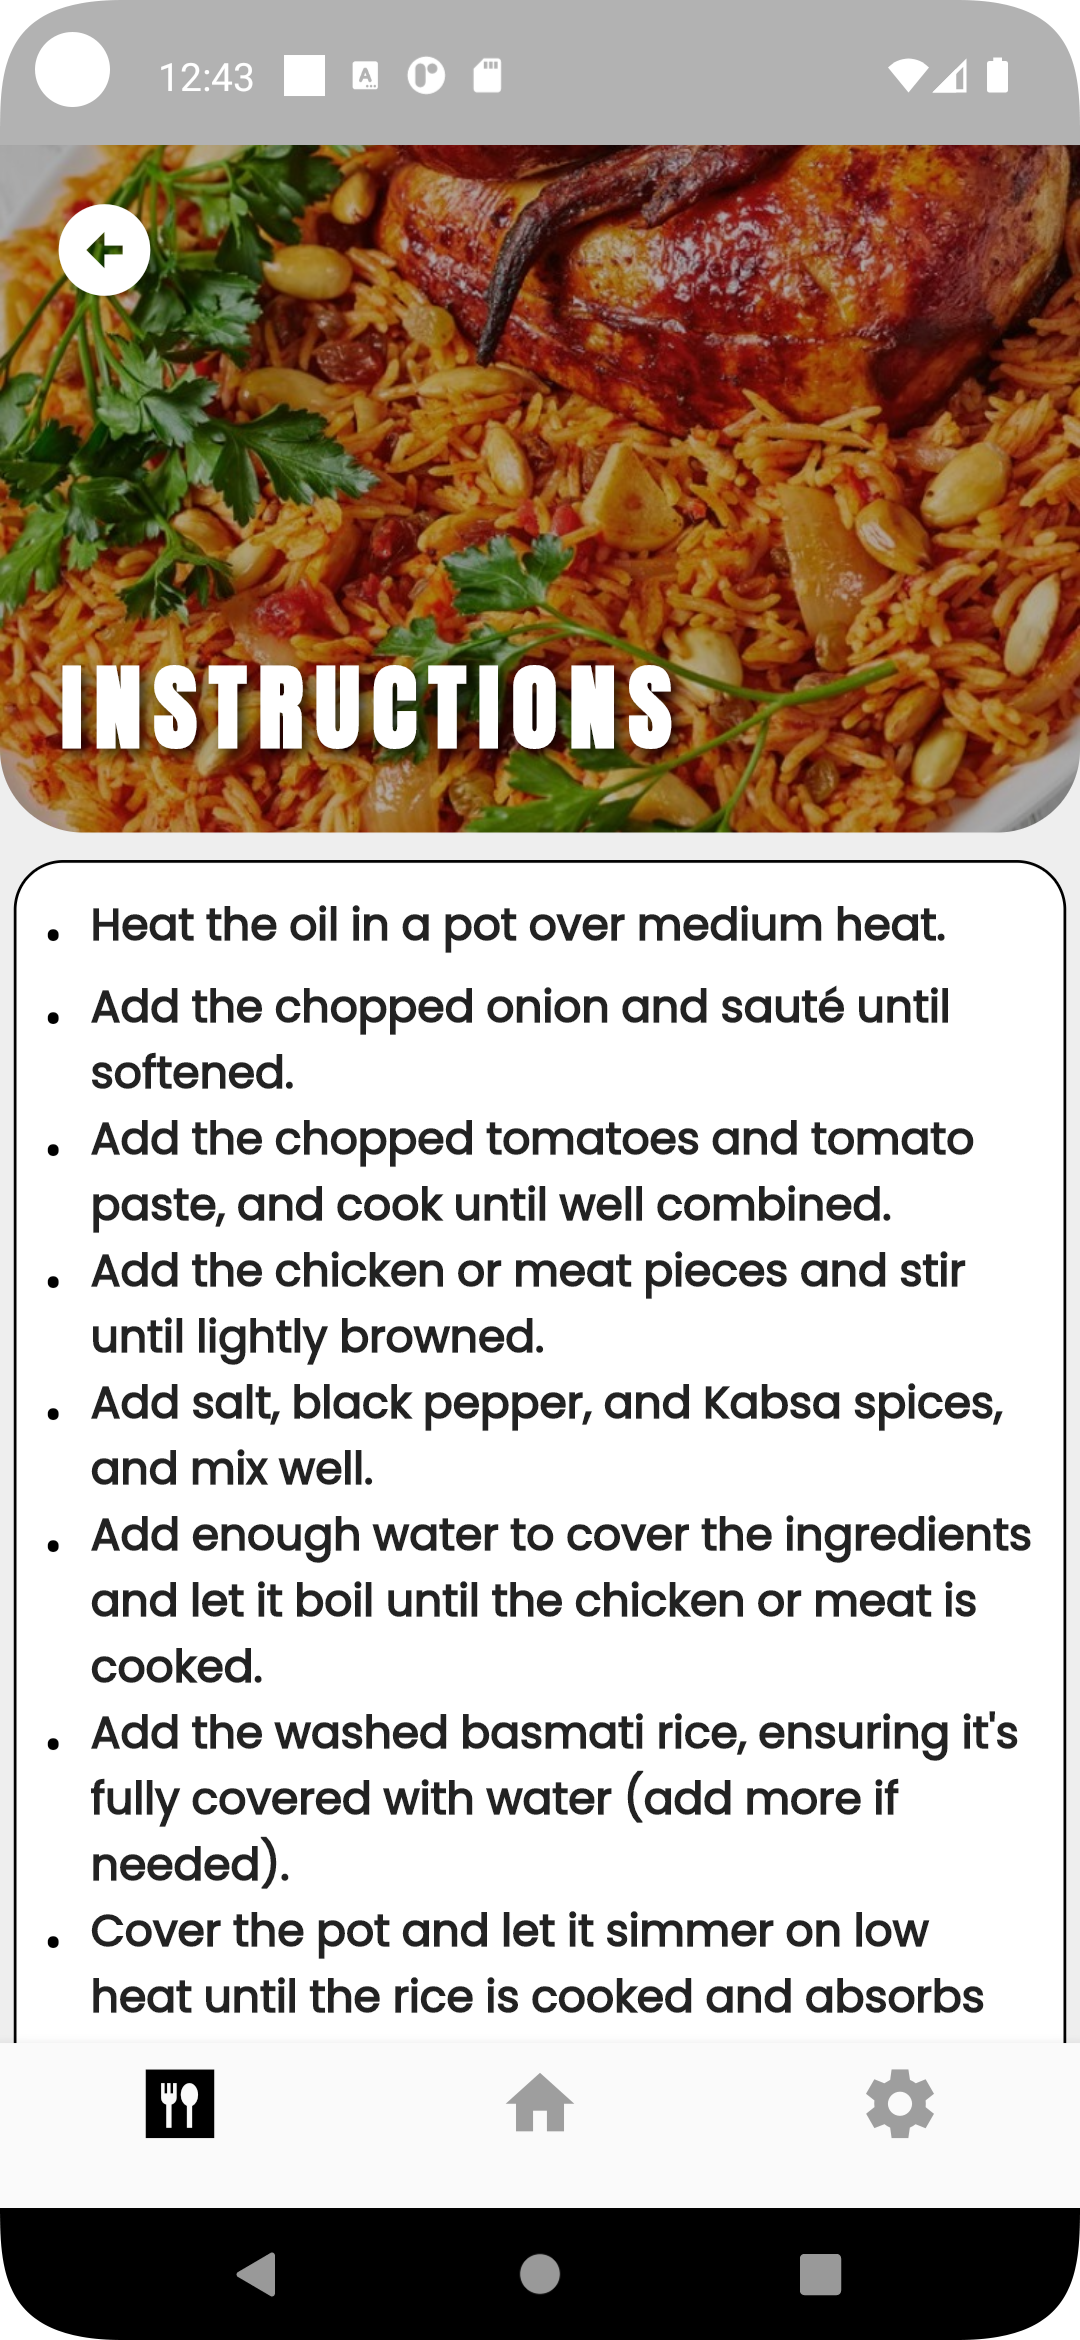 12:43
INSTRUCTIONS
• Heat the oil in a pot over medium heat.
• Add the chopped onion and sauté until
softened.
• Add the chopped tomatoes and tomato
paste, and cook until well combined.
• Add the chicken or meat pieces and stir
until lightly browned.
• Add salt, black pepper, and Kabsa spices,
and mix well.
• Add enough water to cover the ingredients
and let it boil until the chicken or meat is
cooked.
• Add the washed basmati rice, ensuring it's
fully covered with water (add more if
needed).
• Cover the pot and let it simmer on low
heat until the rice is cooked and absorbs